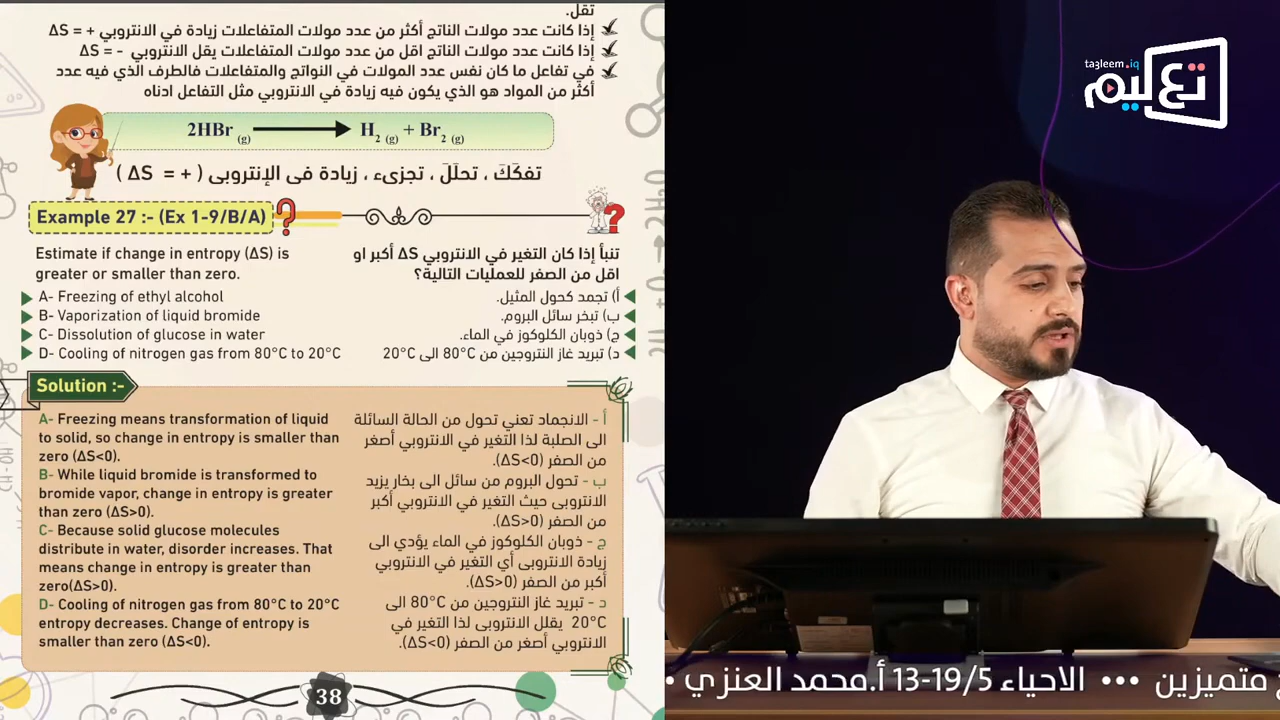 تقل.
إذا كانت عدد مولات الناتج أكثر من عدد مولات المتفاعلات زيادة في الانتروبي + = ΔS
إذا كانت عدد مولات الناتج اقل من عدد مولات المتفاعلات يقل الانتروبي - = ΔS
في تفاعل ما كان نفس عدد المولات في النواتج والمتفاعلات فالطرف الذي فيه عدد
أكثر من المواد هو الذي يكون فيه زيادة في الانتروبي مثل التفاعل ادناه
2HBr (g) → H2 (g) + Br2 (g)
تفكّكَ ، تحلّلَ ، تجزيء ، زيادة في الإنتروبي ( + = ΔS )
Example 27 :- (Ex 1-9/B/A)
Estimate if change in entropy (ΔS) is
greater or smaller than zero.
A- Freezing of ethyl alcohol
B- Vaporization of liquid bromide
C- Dissolution of glucose in water
D- Cooling of nitrogen gas from 80°C to 20°C
تنبأ إذا كان التغير في الانتروبي ΔS أكبر او
اقل من الصفر للعمليات التالية؟
أ) تجمد كحول المثيل.
ب) تبخر سائل البروم.
ج) ذوبان الكلوكوز في الماء.
د) تبريد غاز النتروجين من 80°C الى 20°C
Solution :-
A- Freezing means transformation of liquid
to solid, so change in entropy is smaller than
zero (ΔS<0).
B- While liquid bromide is transformed to
bromide vapor, change in entropy is greater
than zero (ΔS>0).
C- Because solid glucose molecules
distribute in water, disorder increases. That
means change in entropy is greater than
zero(ΔS>0).
D- Cooling of nitrogen gas from 80°C to 20°C
entropy decreases. Change of entropy is
smaller than zero (ΔS<0).
أ - الانجماد تعني تحول من الحالة السائلة
الى الصلبة لذا التغير في الانتروبي أصغر
من الصفر (ΔS<0).
ب - تحول البروم من سائل الى بخار يزيد
الانتروبي حيث التغير في الانتروبي أكبر
من الصفر (ΔS>0).
ج - ذوبان الكلوكوز في الماء يؤدي الى
زيادة الانتروبي أي التغير في الانتروبي
أكبر من الصفر (ΔS>0).
د - تبريد غاز النتروجين من 80°C الى
20°C يقلل الانتروبي لذا التغير في
الانتروبي أصغر من الصفر (ΔS<0).
38
ta3leem.iq
تعليم
متميزين ••• الاحياء 13-19/5 أ.محمد العنزي •